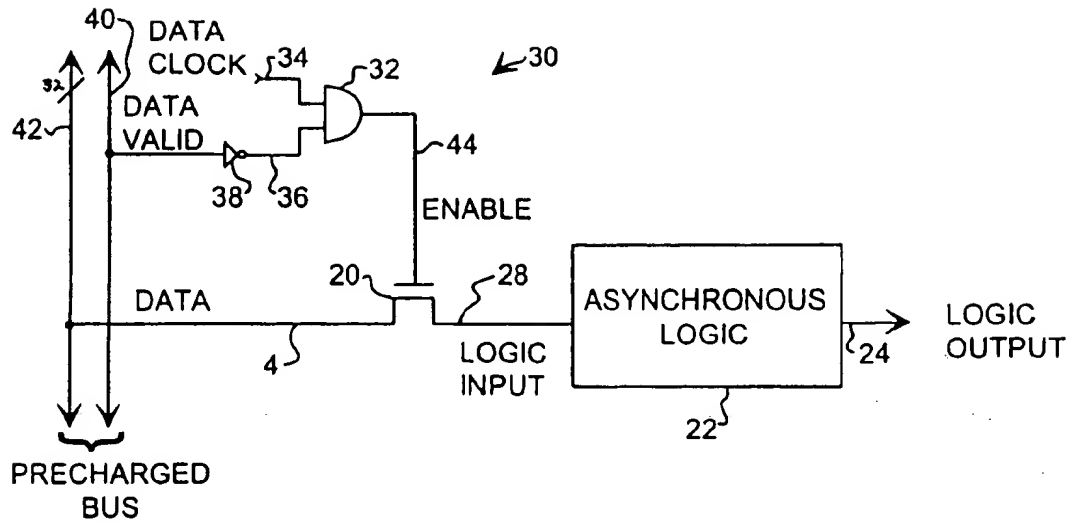 40
DATA
CLOCK
34
32
30
32
42
DATA
VALID
38
36
44
ENABLE
20
28
DATA
4
LOGIC
INPUT
ASYNCHRONOUS
LOGIC
22
24
LOGIC
OUTPUT
PRECHARGED
BUS